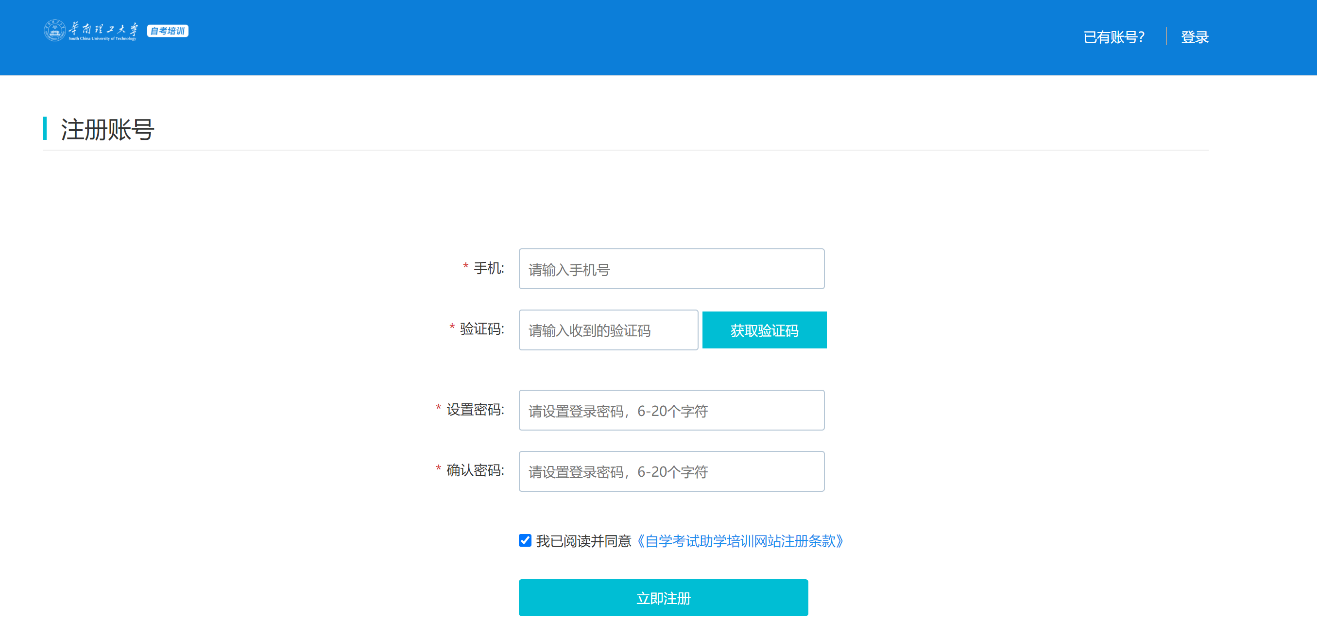 华南理工大学 自考培训
South China University of Technology
已有账号? 登录
注册账号
* 手机: 请输入手机号
* 验证码: 请输入收到的验证码 获取验证码
* 设置密码: 请设置登录密码，6-20个字符
* 确认密码: 请设置登录密码，6-20个字符
我已阅读并同意《自学考试助学培训网站注册条款》
立即注册